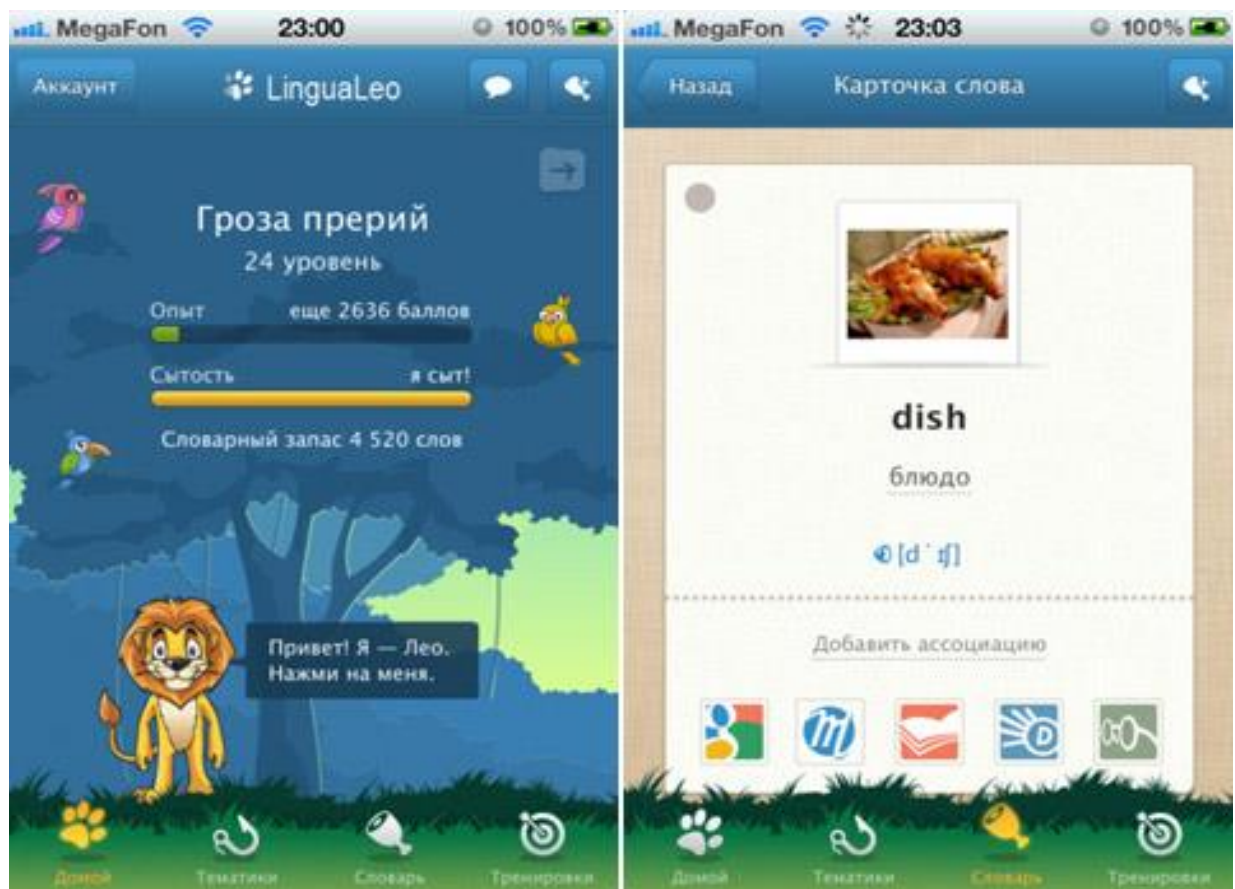 MegaFon 23:00 100%
Аккаунт LinguaLeo
Гроза прерий
24 уровень
Опыт еще 2636 баллов
Сытость я сыт!
Словарный запас 4 520 слов
Привет! Я — Лео.
Нажми на меня.
Домой Тематики Словарь Тренировки
MegaFon 23:03 100%
Назад Карточка слова
dish
блюдо
[d ˈ ɪʃ]
Добавить ассоциацию
m
D
Домой Тематики Словарь Тренировки